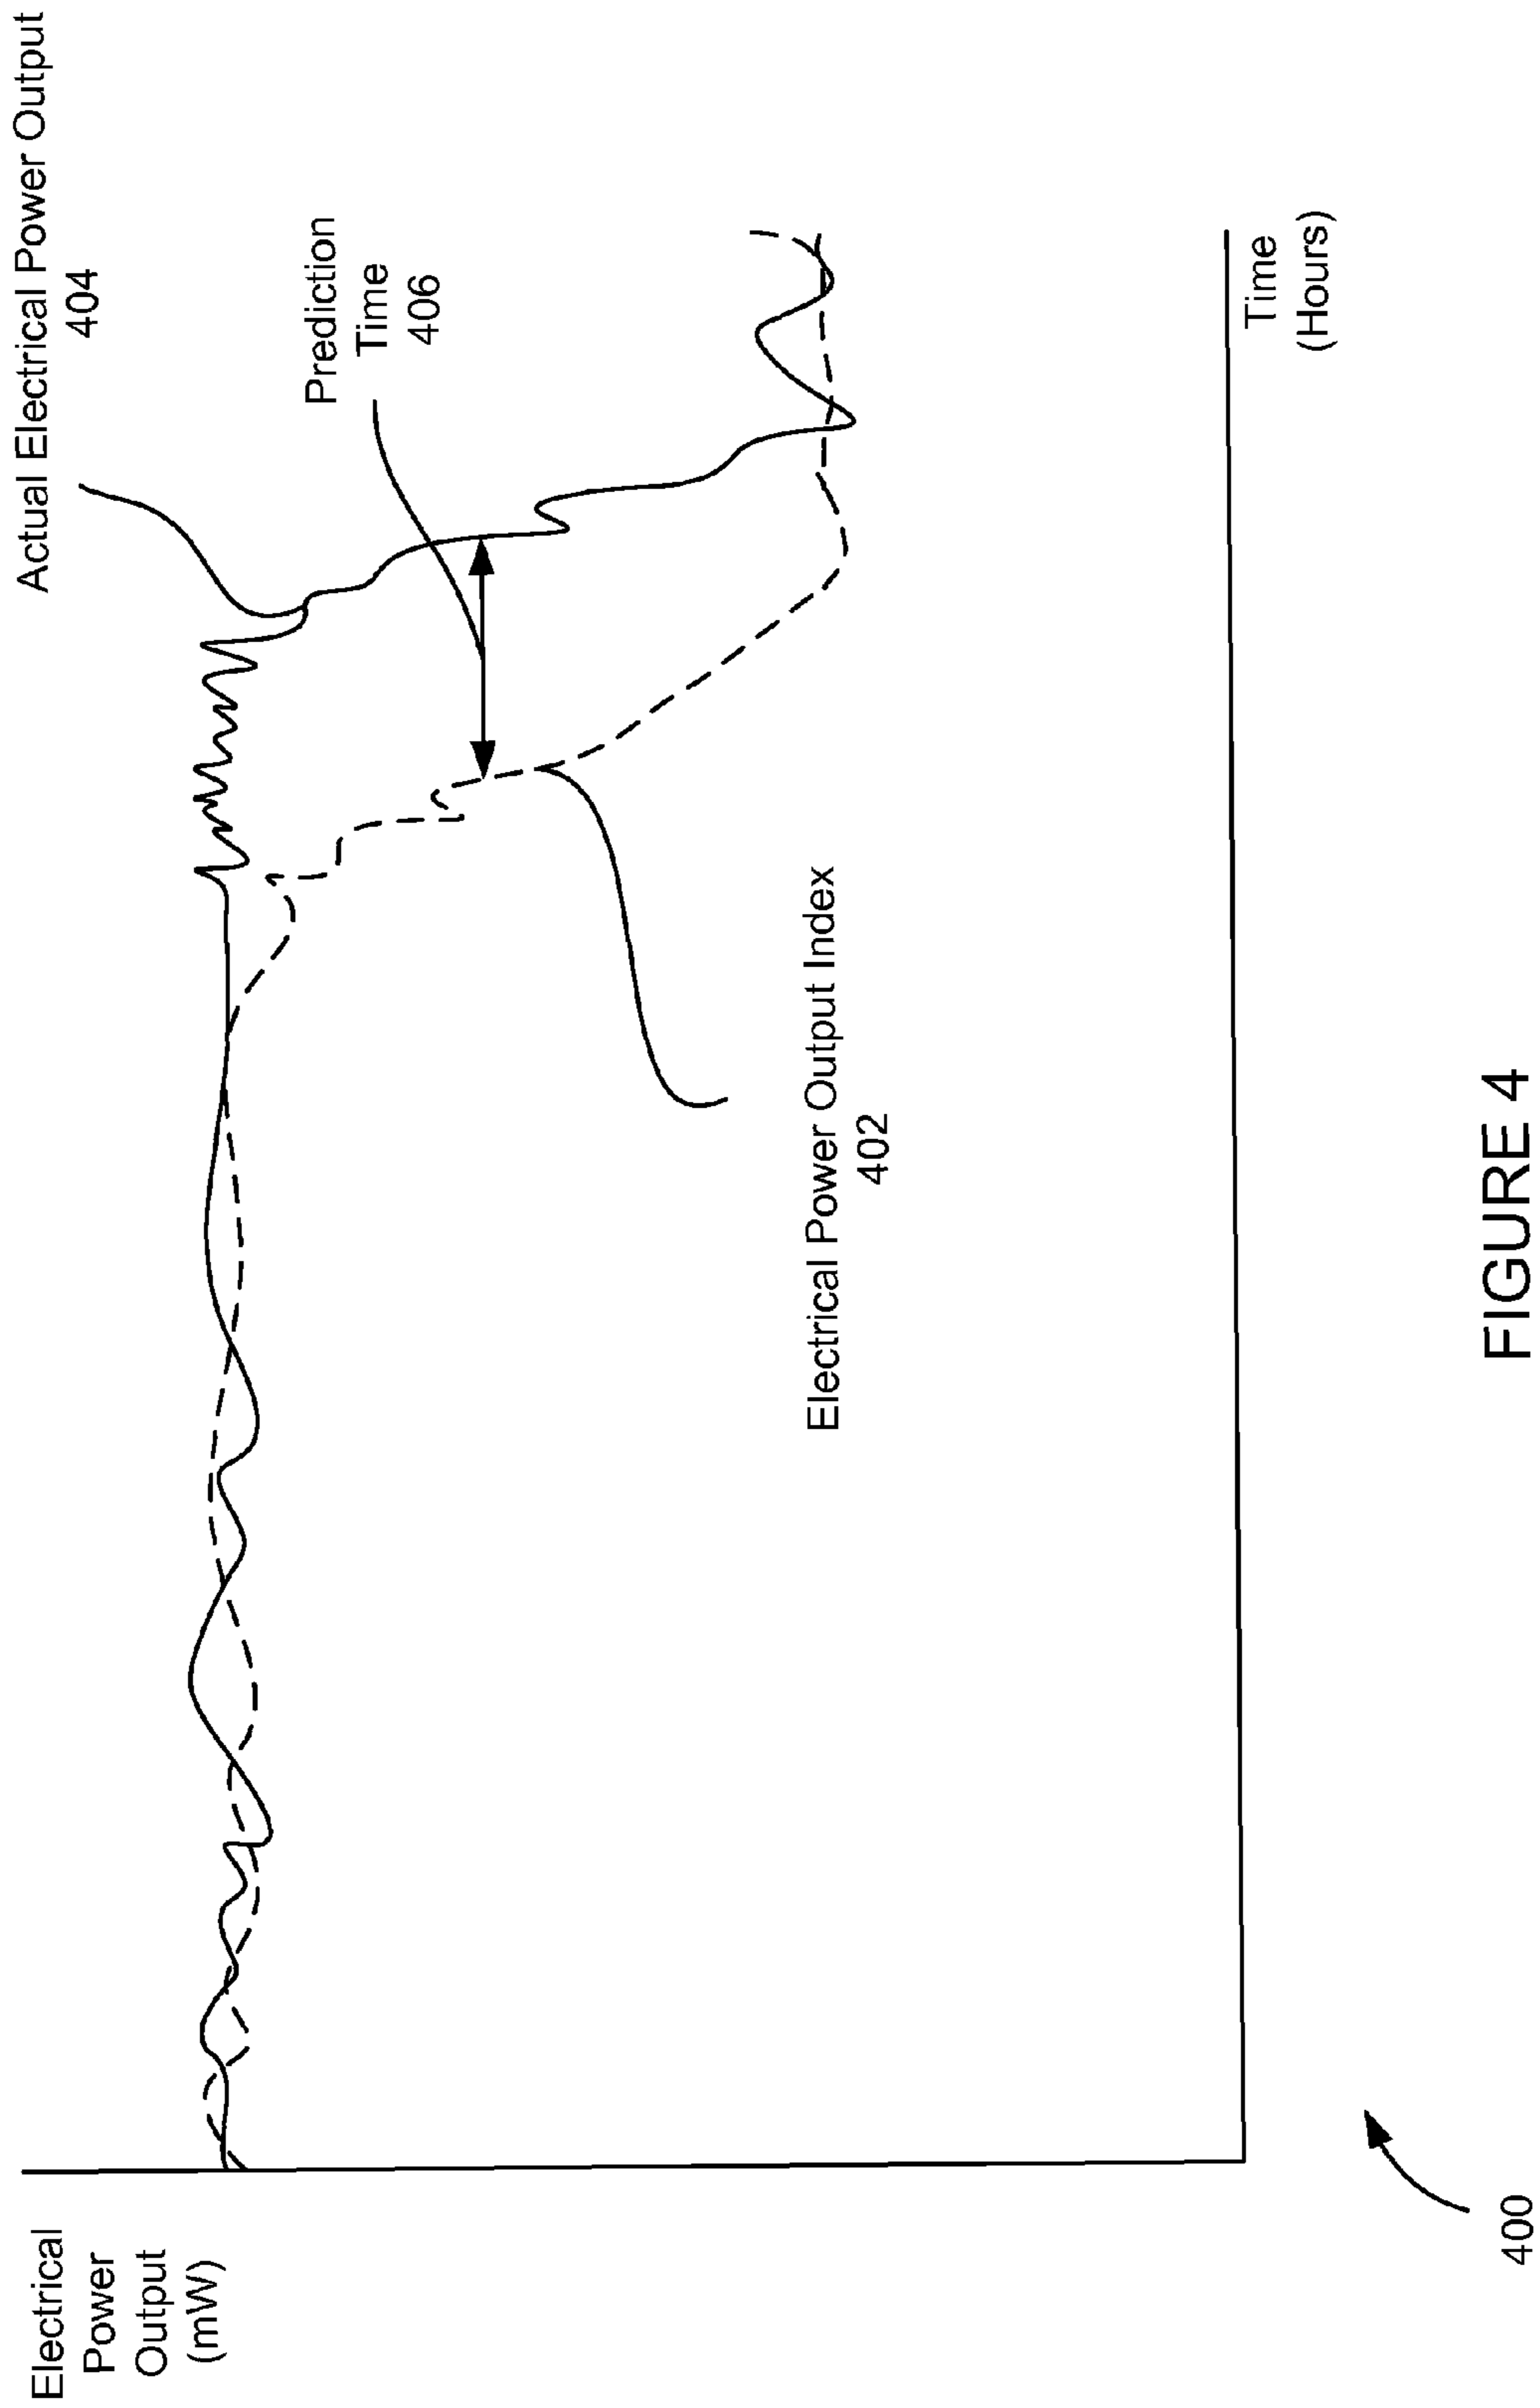 Electrical
Power
Output
(mW)
Actual Electrical Power Output
404
Prediction
Time
406
Electrical Power Output Index
402
Time
(Hours)
400
FIGURE 4